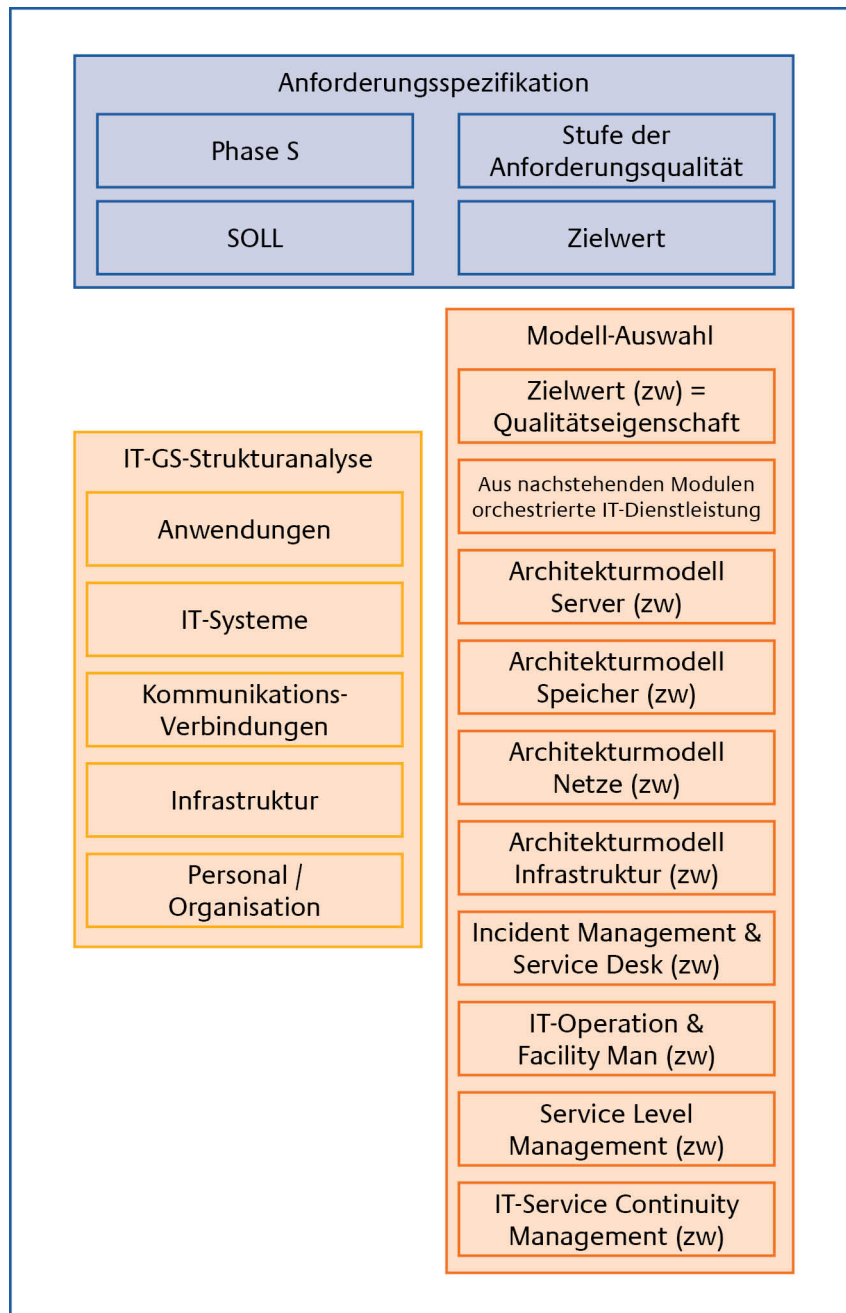 Anforderungsspezifikation
Phase S
Stufe der
Anforderungsqualität
SOLL
Zielwert
IT-GS-Strukturanalyse
Anwendungen
IT-Systeme
Kommunikations-
Verbindungen
Infrastruktur
Personal /
Organisation
Modell-Auswahl
Zielwert (zw) =
Qualitätseigenschaft
Aus nachstehenden Modulen
orchestrierte IT-Dienstleistung
Architekturmodell
Server (zw)
Architekturmodell
Speicher (zw)
Architekturmodell
Netze (zw)
Architekturmodell
Infrastruktur (zw)
Incident Management &
Service Desk (zw)
IT-Operation &
Facility Man (zw)
Service Level
Management (zw)
IT-Service Continuity
Management (zw)